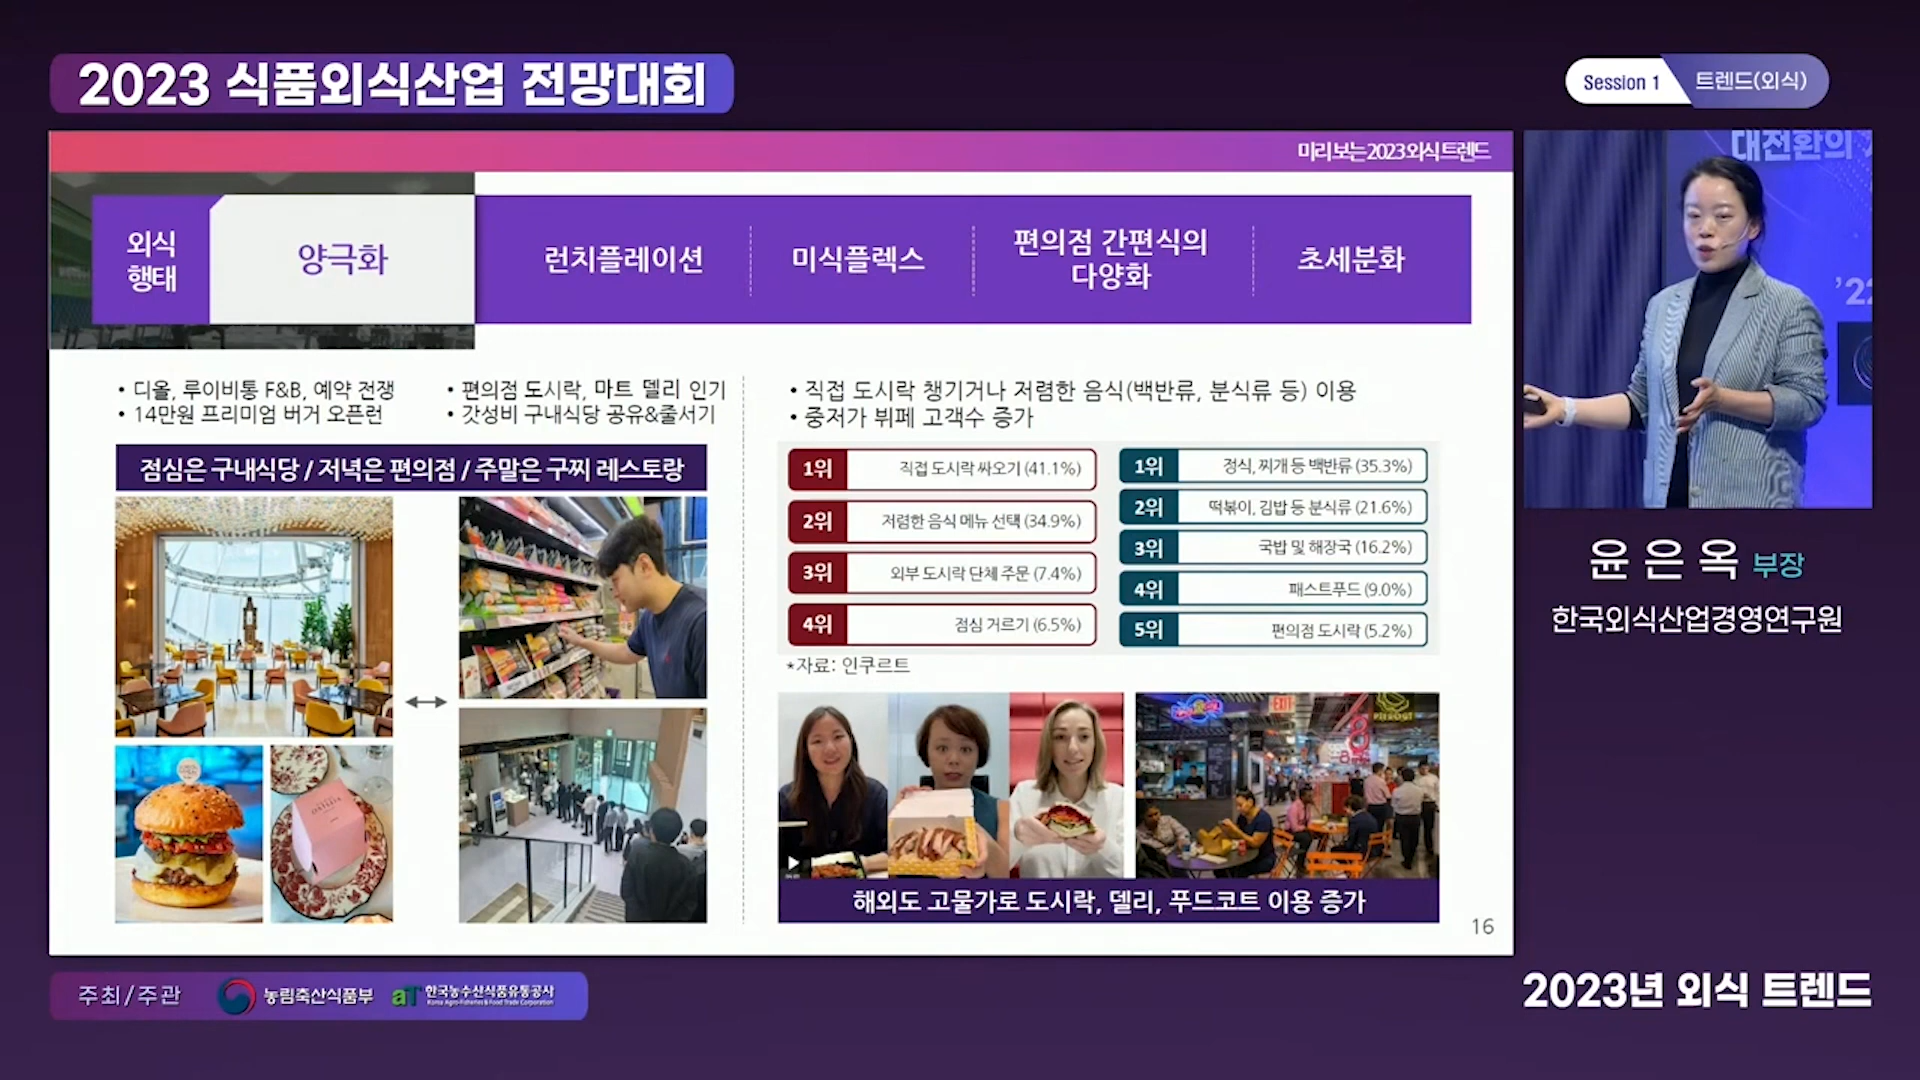 2023 식품외식산업 전망대회
Session 1
트렌드(외식)
미리보는2023외식트렌드
외식
행태
양극화
런치플레이션
미식플렉스
편의점 간편식의
다양화
초세분화
• 디올, 루이비통 F&B, 예약 전쟁
• 14만원 프리미엄 버거 오픈런
• 편의점 도시락, 마트 델리 인기
• 갓성비 구내식당 공유&줄서기
점심은 구내식당 / 저녁은 편의점 / 주말은 구찌 레스토랑
• 직접 도시락 챙기거나 저렴한 음식(백반류, 분식류 등) 이용
• 중저가 뷔페 고객수 증가
1위 직접 도시락 싸오기 (41.1%)
2위 저렴한 음식 메뉴 선택 (34.9%)
3위 외부 도시락 단체 주문 (7.4%)
4위 점심 거르기 (6.5%)
1위 정식, 찌개 등 백반류 (35.3%)
2위 떡볶이, 김밥 등 분식류 (21.6%)
3위 국밥 및 해장국 (16.2%)
4위 패스트푸드 (9.0%)
5위 편의점 도시락 (5.2%)
*자료: 인쿠르트
EXIT
해외도 고물가로 도시락, 델리, 푸드코트 이용 증가
16
대전환의
'22
윤은옥 부장
한국외식산업경영연구원
주최/주관
농림축산식품부
aT 한국농수산식품유통공사
Korea Agro-Fisheries & Food Trade Corporation
2023년 외식 트렌드